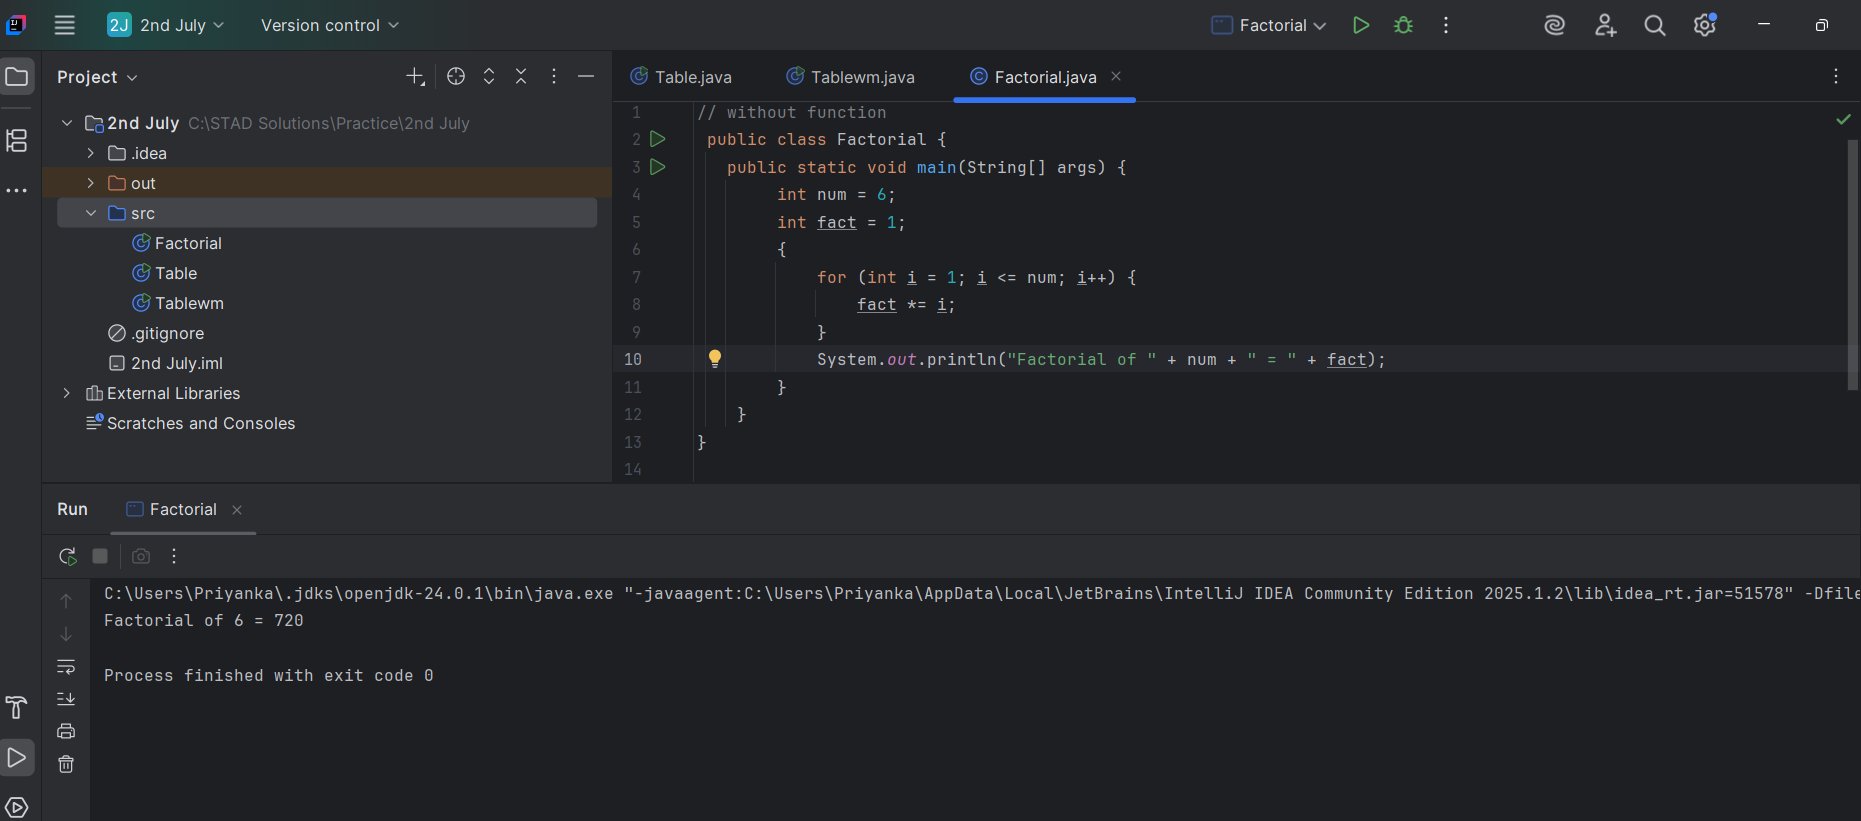 2J 2nd July Version control Factorial
Project
Table.java Tablewm.java Factorial.java
2nd July C:\STAD Solutions\Practice\2nd July
.idea
out
src
Factorial
Table
Tablewm
.gitignore
2nd July.iml
External Libraries
Scratches and Consoles
1 // without function
2 public class Factorial {
3 public static void main(String[] args) {
4 int num = 6;
5 int fact = 1;
6 {
7 for (int i = 1; i <= num; i++) {
8 fact *= i;
9 }
10 System.out.println("Factorial of " + num + " = " + fact);
11 }
12 }
13 }
14
Run Factorial
C:\Users\Priyanka\.jdks\openjdk-24.0.1\bin\java.exe "-javaagent:C:\Users\Priyanka\AppData\Local\JetBrains\IntelliJ IDEA Community Edition 2025.1.2\lib\idea_rt.jar=51578" -Dfile
Factorial of 6 = 720
Process finished with exit code 0